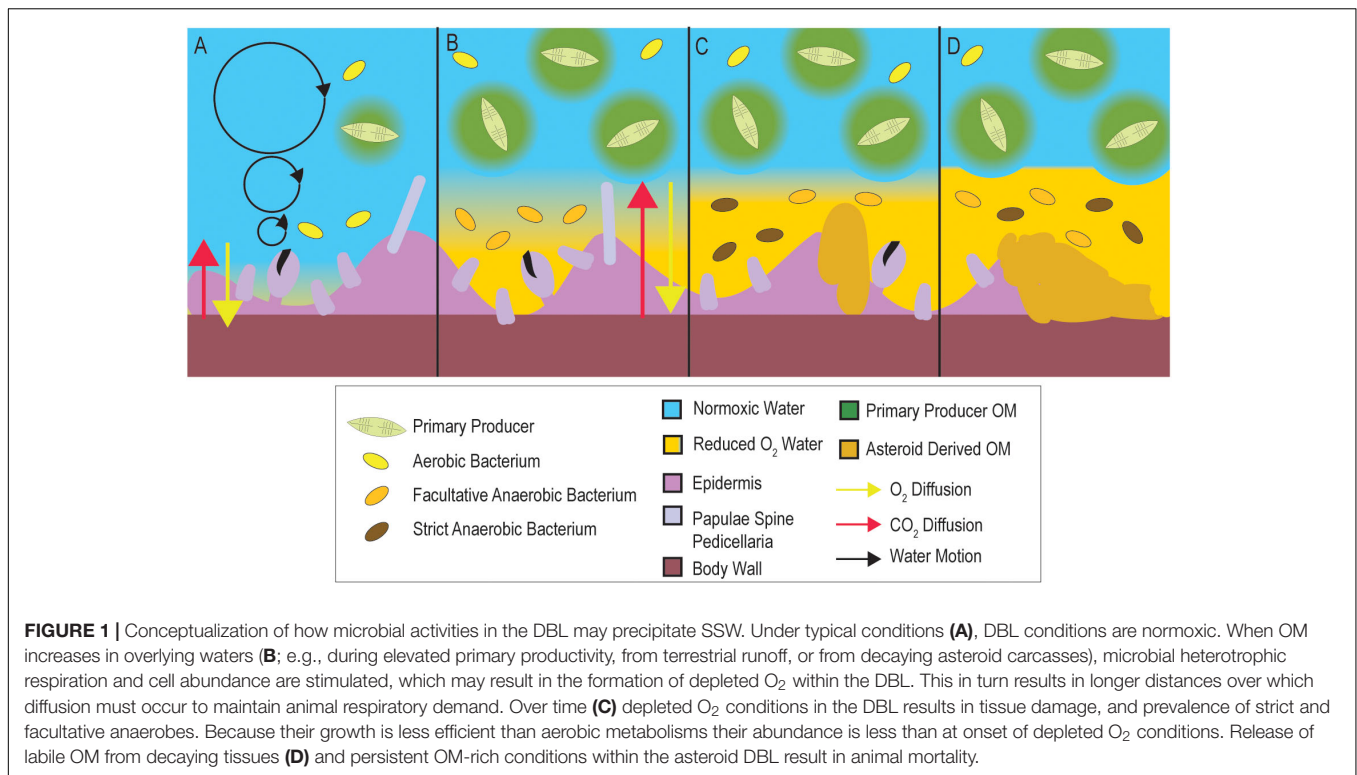 A
B
C
D
Primary Producer
Aerobic Bacterium
Facultative Anaerobic Bacterium
Strict Anaerobic Bacterium
Normoxic Water
Reduced O2 Water
Epidermis
Papulae Spine
Pedicellaria
Body Wall
Primary Producer OM
Asteroid Derived OM
O2 Diffusion
CO2 Diffusion
Water Motion
FIGURE 1 | Conceptualization of how microbial activities in the DBL may precipitate SSW. Under typical conditions (A), DBL conditions are normoxic. When OM
increases in overlying waters (B; e.g., during elevated primary productivity, from terrestrial runoff, or from decaying asteroid carcasses), microbial heterotrophic
respiration and cell abundance are stimulated, which may result in the formation of depleted O2 within the DBL. This in turn results in longer distances over which
diffusion must occur to maintain animal respiratory demand. Over time (C) depleted O2 conditions in the DBL results in tissue damage, and prevalence of strict and
facultative anaerobes. Because their growth is less efficient than aerobic metabolisms their abundance is less than at onset of depleted O2 conditions. Release of
labile OM from decaying tissues (D) and persistent OM-rich conditions within the asteroid DBL result in animal mortality.